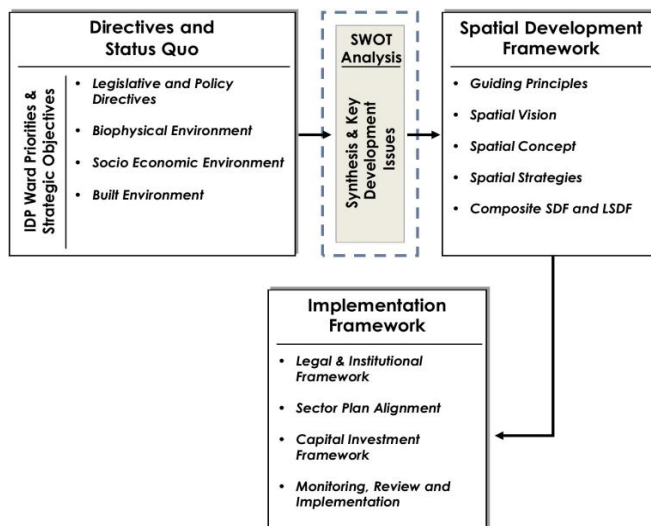 Directives and
Status Quo
IDP Ward Priorities &
Strategic Objectives
• Legislative and Policy
Directives
• Biophysical Environment
• Socio Economic Environment
• Built Environment
SWOT
Analysis
Synthesis & Key
Development
Issues
Spatial Development
Framework
• Guiding Principles
• Spatial Vision
• Spatial Concept
• Spatial Strategies
• Composite SDF and LSDF
Implementation
Framework
• Legal & Institutional
Framework
• Sector Plan Alignment
• Capital Investment
Framework
• Monitoring, Review and
Implementation